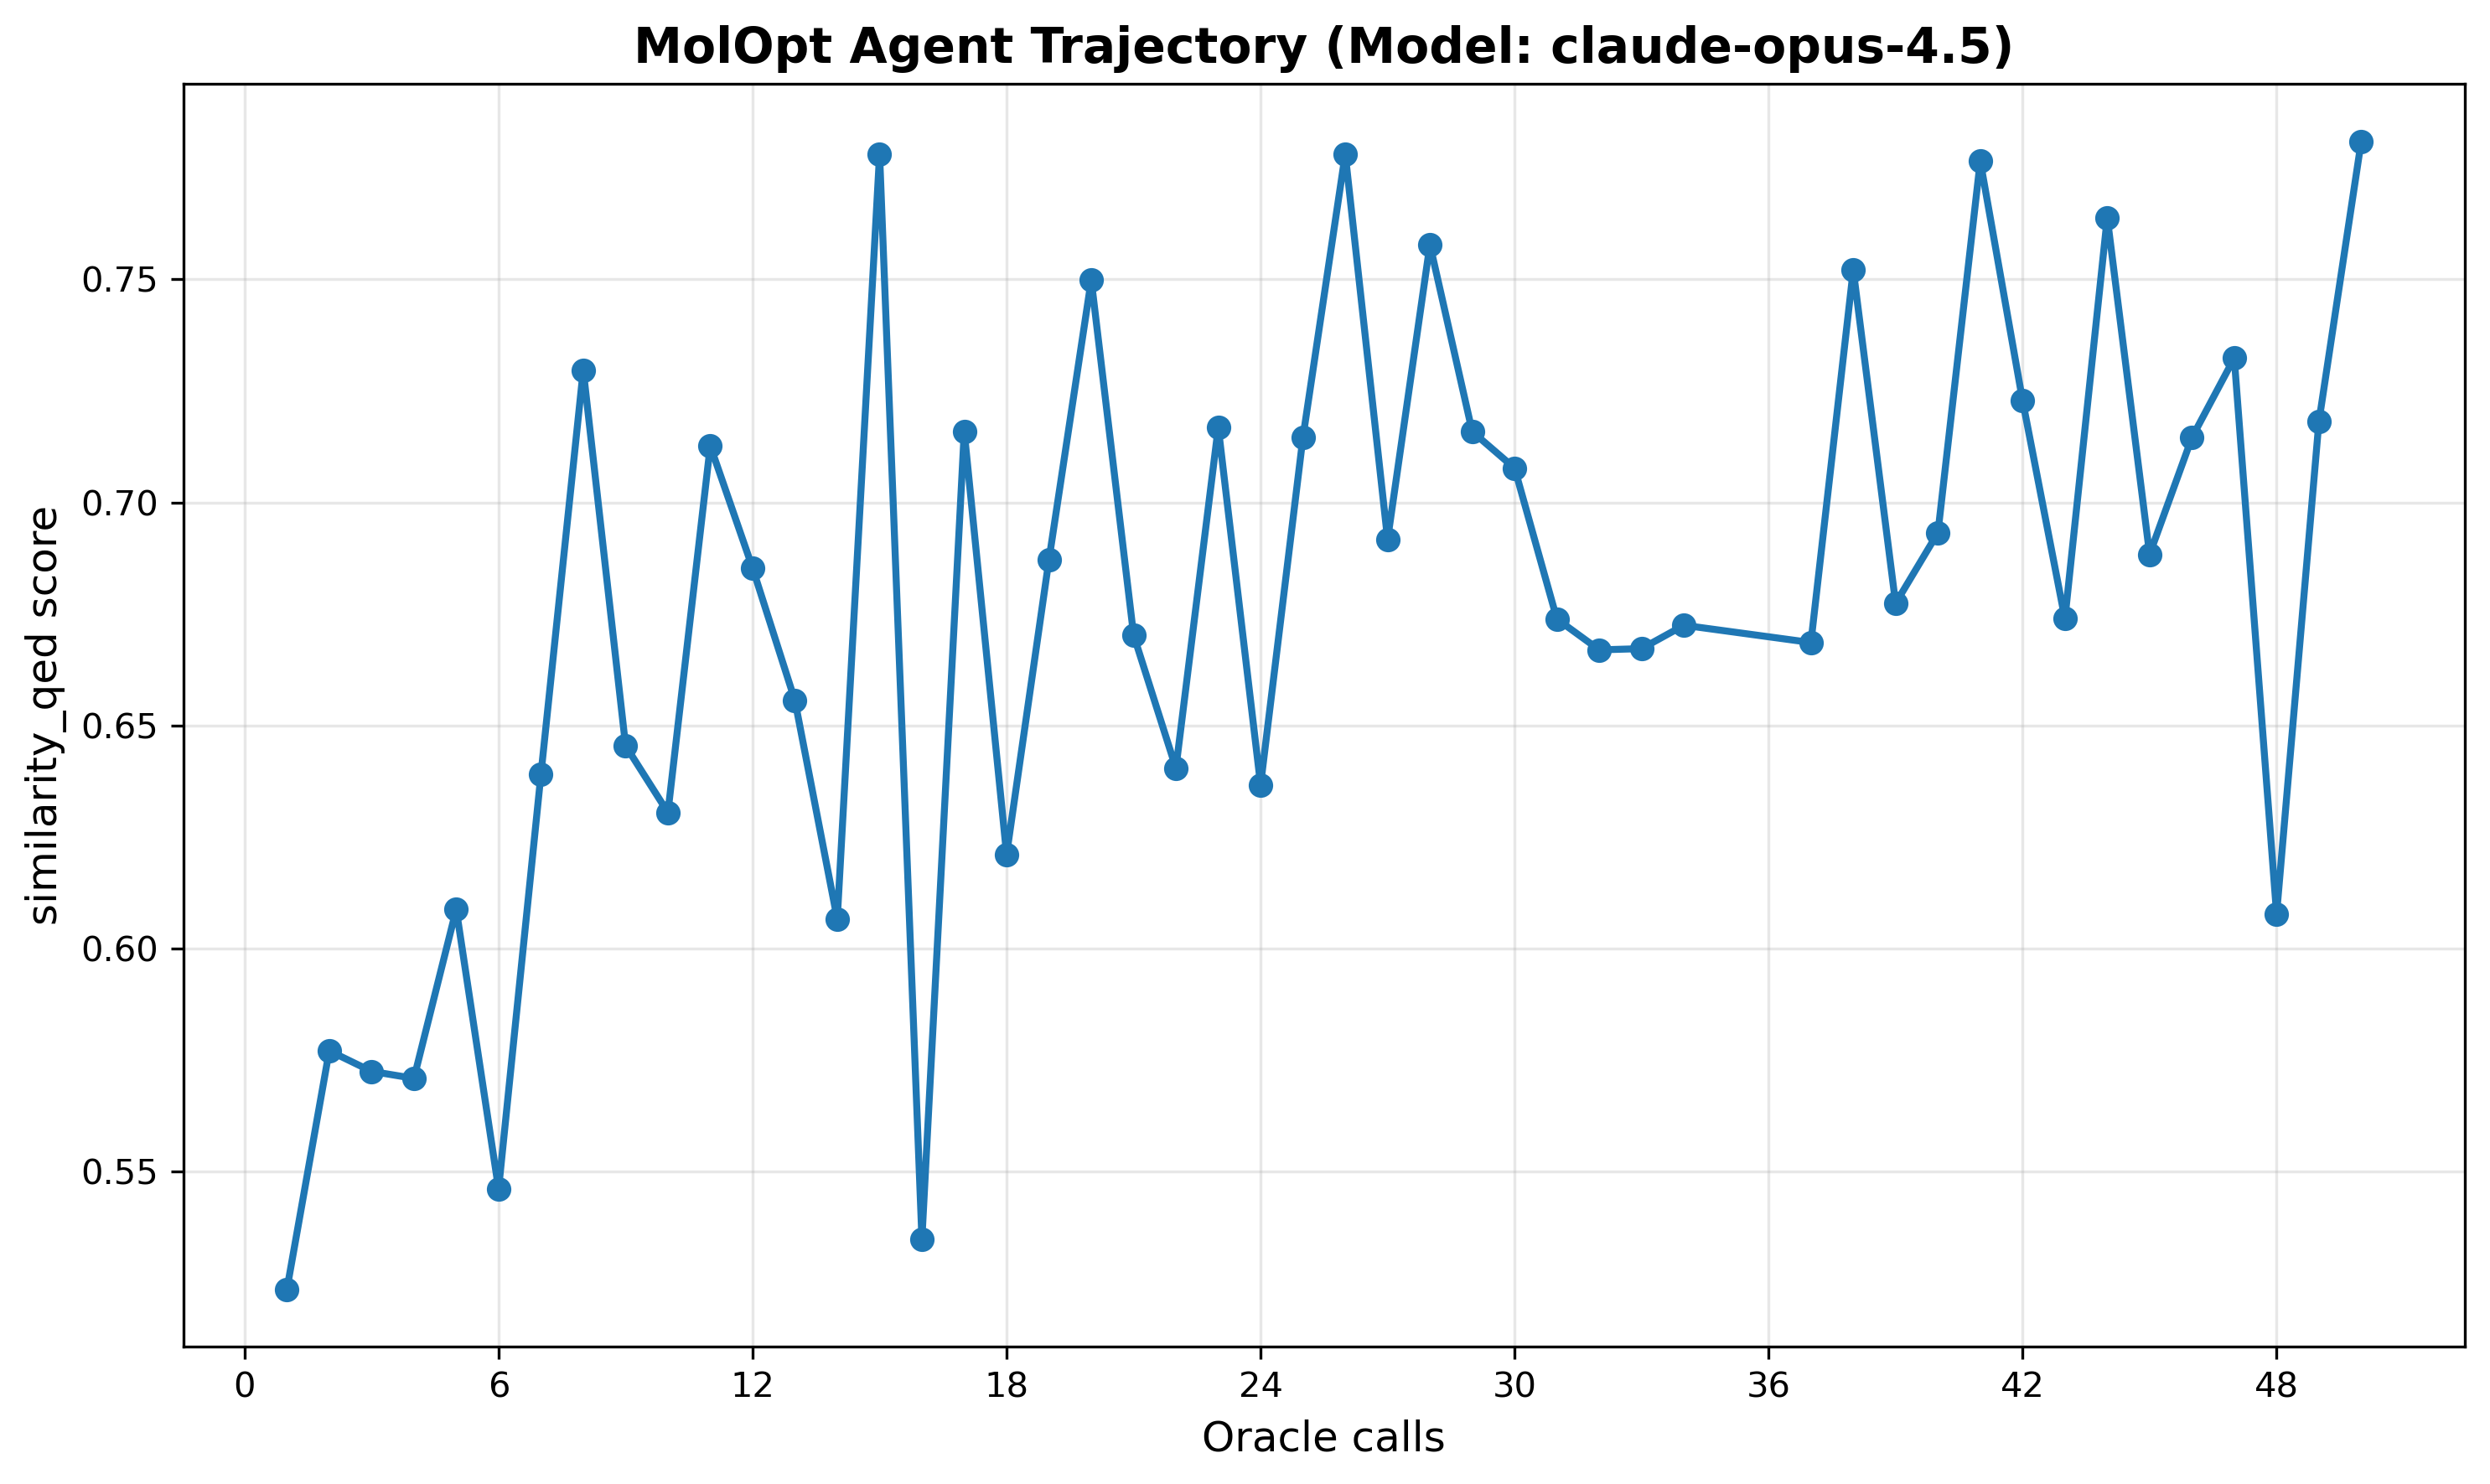 MolOpt Agent Trajectory (Model: claude-opus-4.5)
similarity_qed score
0.75
0.70
0.65
0.60
0.55
0 6 12 18 24 30 36 42 48
Oracle calls